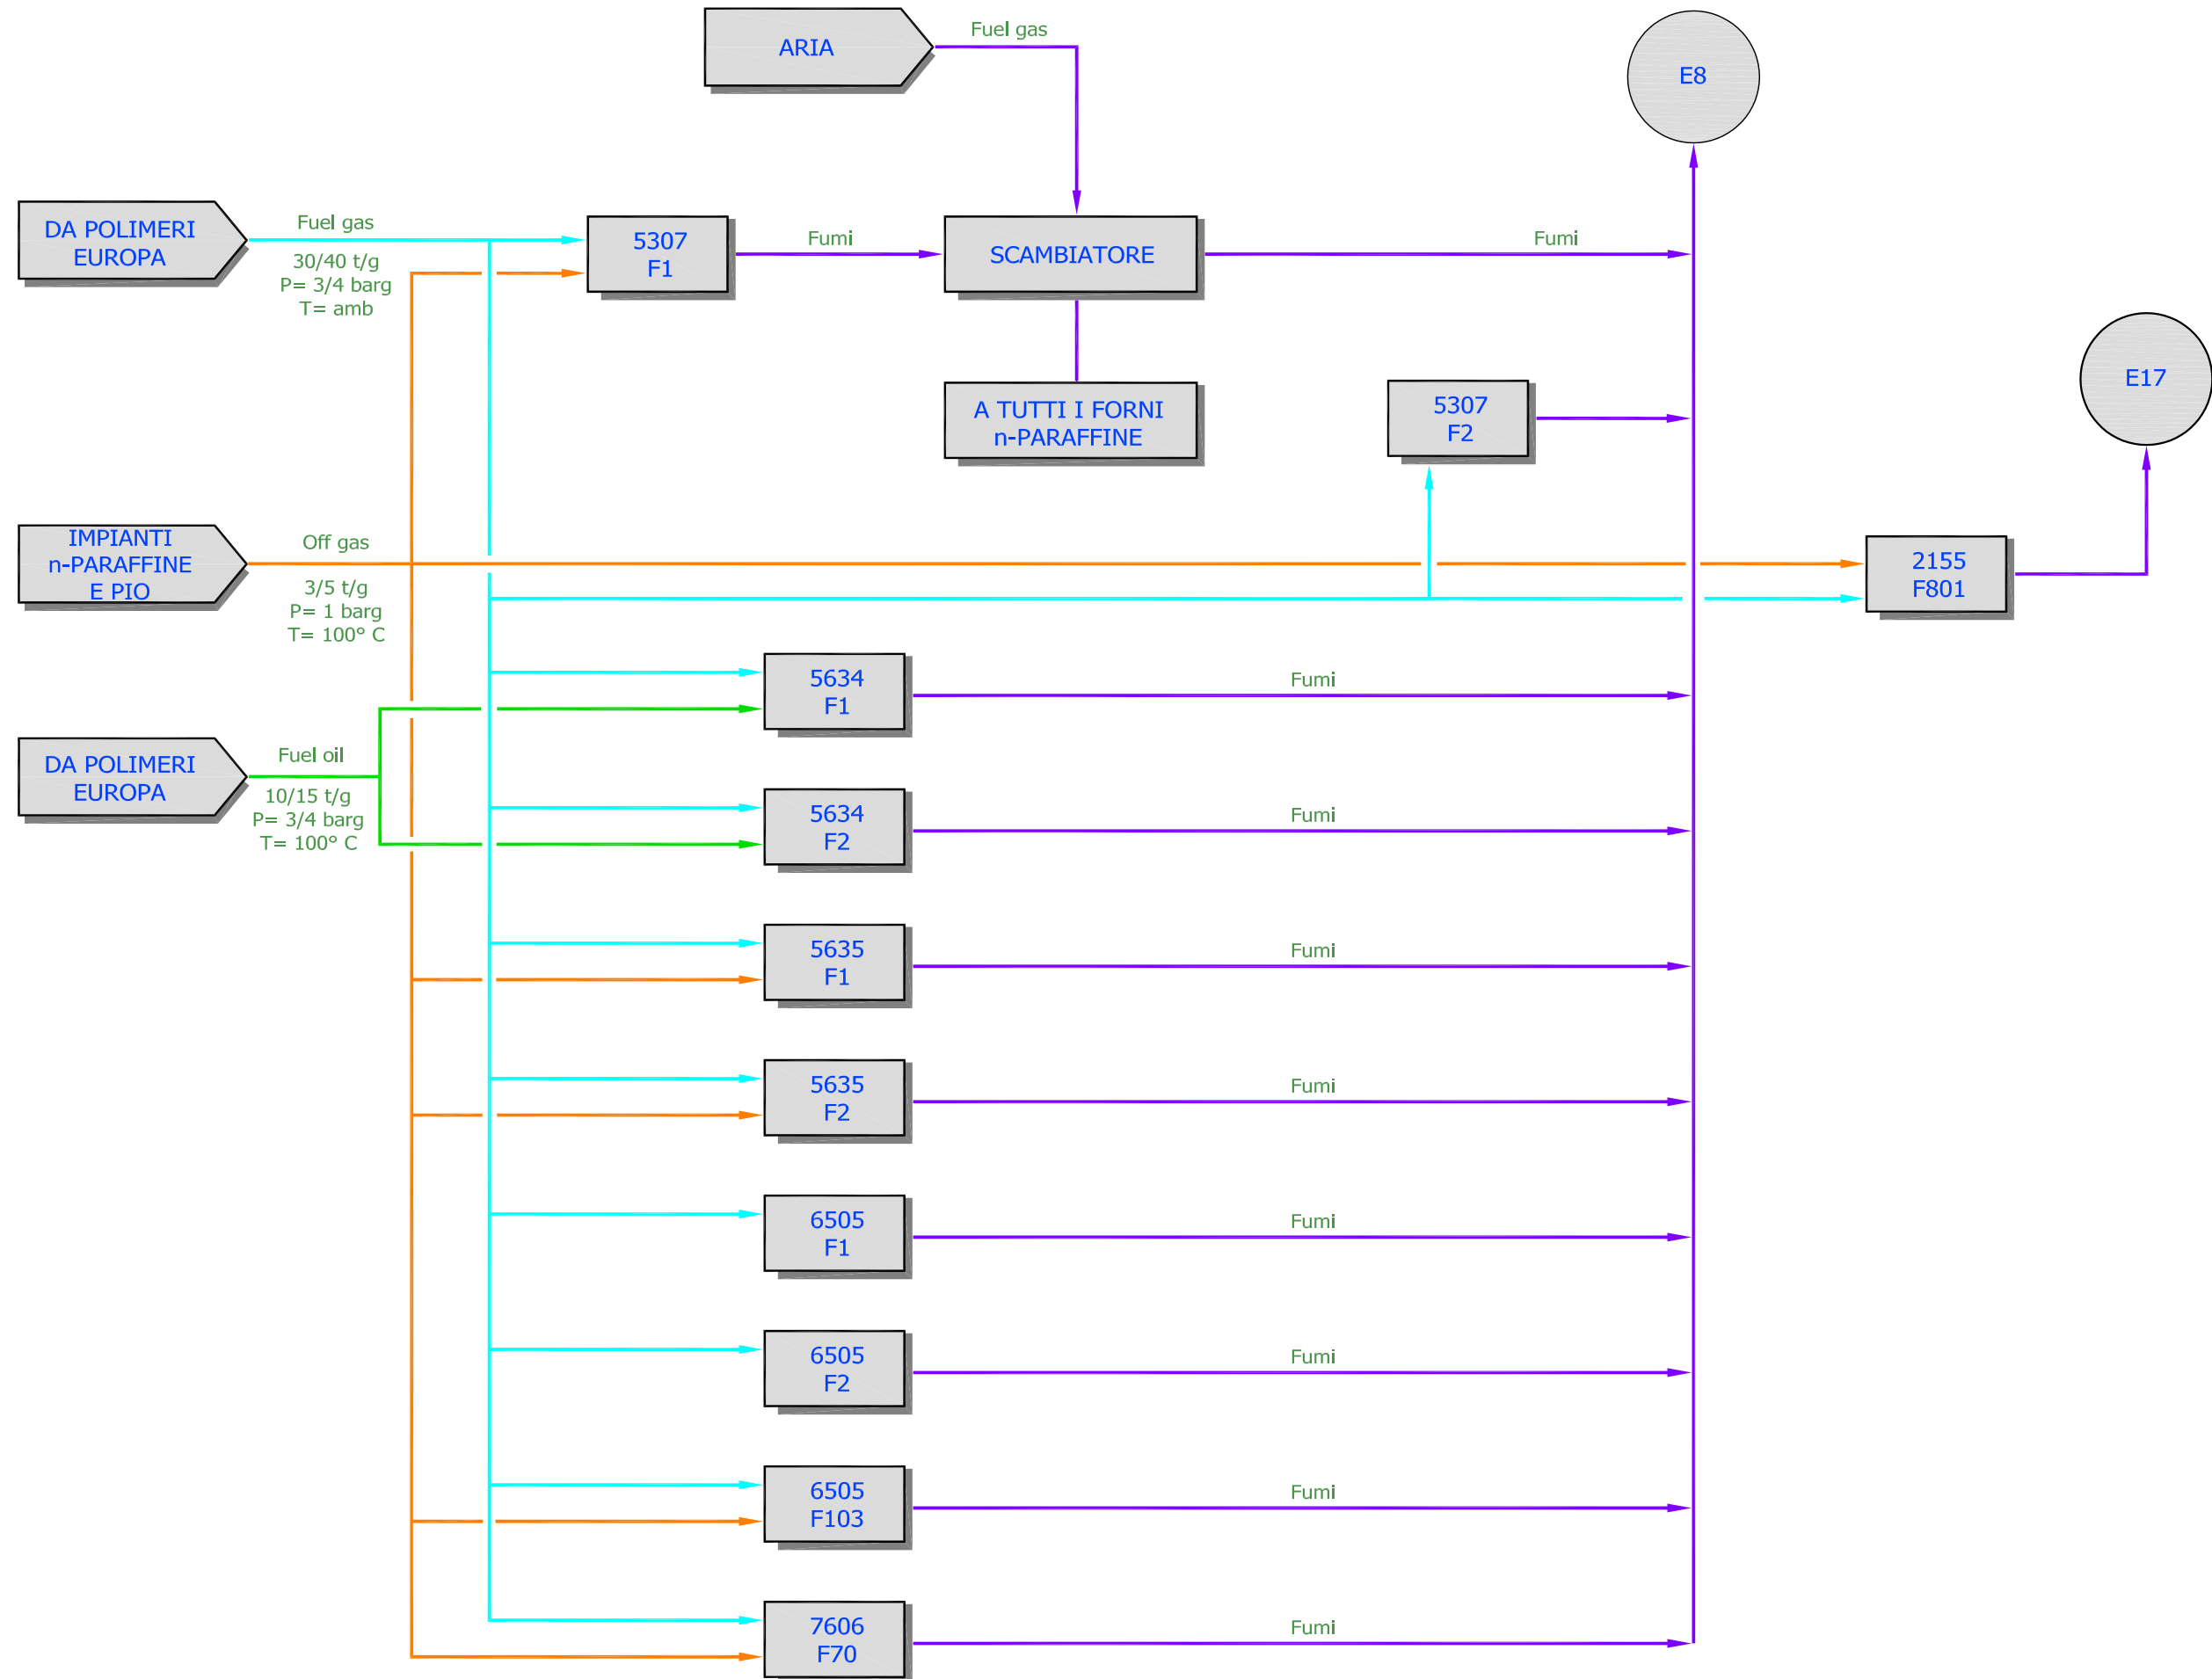 ARIA
Fuel gas
E8
DA POLIMERI
EUROPA
Fuel gas
30/40 t/g
P= 3/4 barg
T= amb
5307
F1
Fumi
SCAMBIATORE
Fumi
A TUTTI I FORNI
n-PARAFFINE
5307
F2
E17
IMPIANTI
n-PARAFFINE
E PIO
Off gas
3/5 t/g
P= 1 barg
T= 100° C
2155
F801
5634
F1
Fumi
DA POLIMERI
EUROPA
Fuel oil
10/15 t/g
P= 3/4 barg
T= 100° C
5634
F2
Fumi
5635
F1
Fumi
5635
F2
Fumi
6505
F1
Fumi
6505
F2
Fumi
6505
F103
Fumi
7606
F70
Fumi